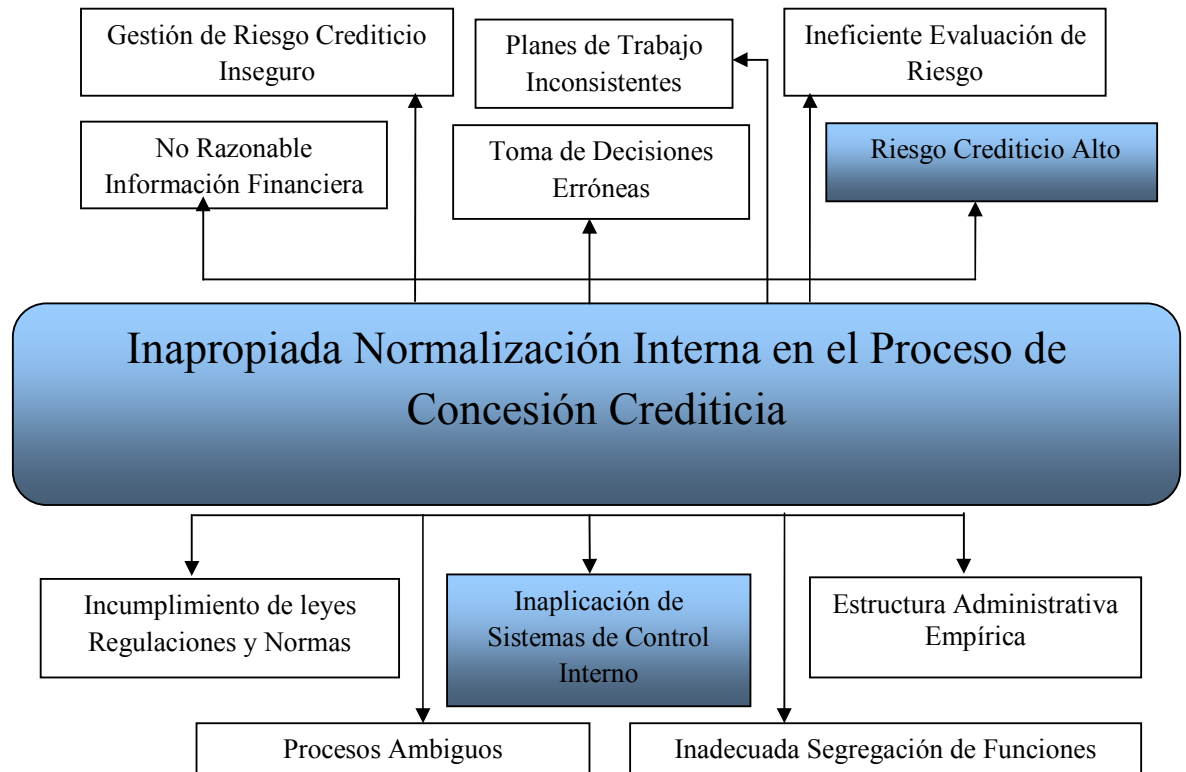 Gestión de Riesgo Crediticio
Inseguro
Planes de Trabajo
Inconsistentes
Ineficiente Evaluación de
Riesgo
No Razonable
Información Financiera
Toma de Decisiones
Erróneas
Riesgo Crediticio Alto
Inapropiada Normalización Interna en el Proceso de
Concesión Crediticia
Incumplimiento de leyes
Regulaciones y Normas
Inaplicación de
Sistemas de Control
Interno
Estructura Administrativa
Empírica
Procesos Ambiguos
Inadecuada Segregación de Funciones